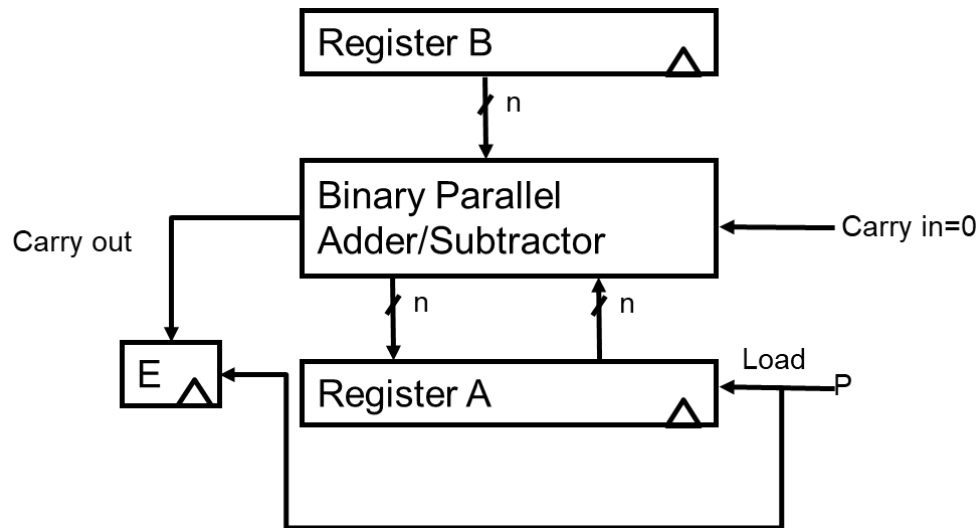 Register B
n
Binary Parallel
Adder/Subtractor
Carry out
Carry in=0
n
n
E
Register A
Load
P